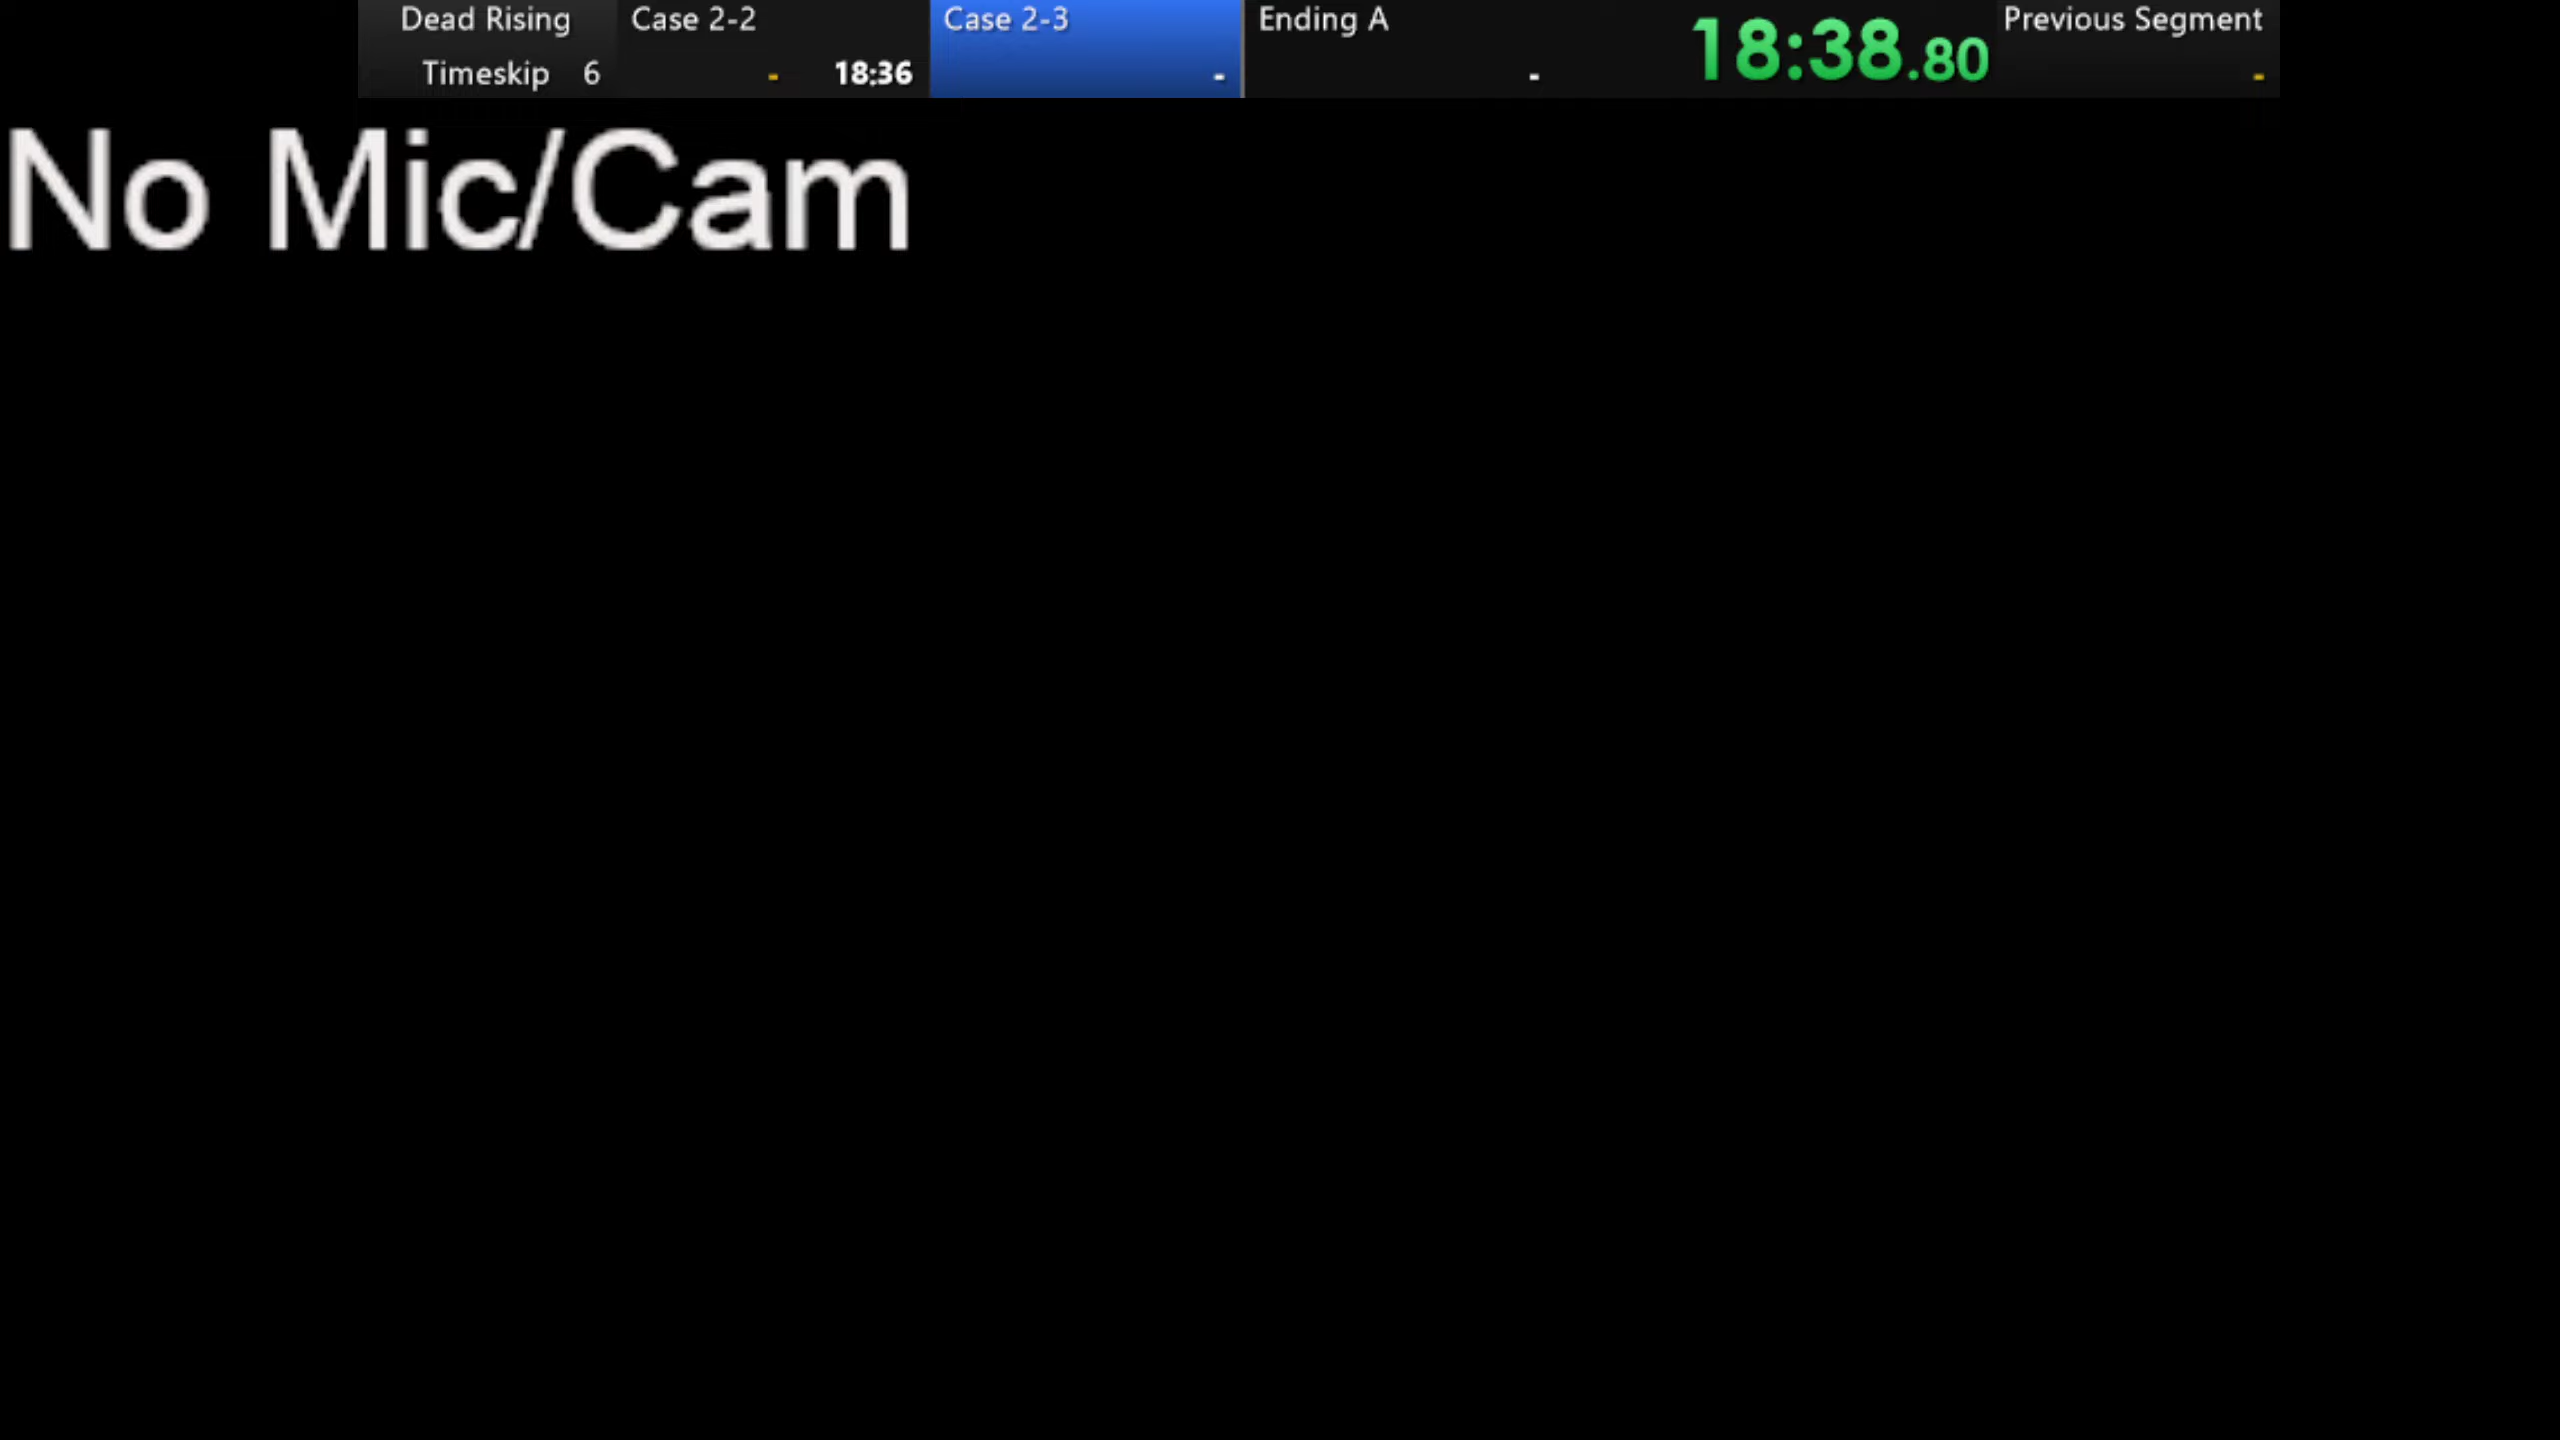 Dead Rising
Timeskip 6
Case 2-2
- 18:36
Case 2-3
-
Ending A
-
18:38.80
Previous Segment
-
No Mic/Cam